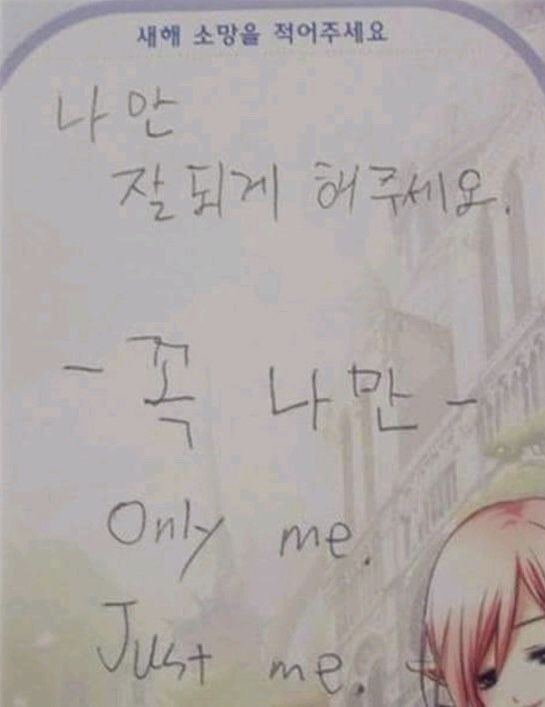 새해 소망을 적어주세요
나만
잘 되게 해주세요.
- 꼭 나만 -
Only me.
Just me.